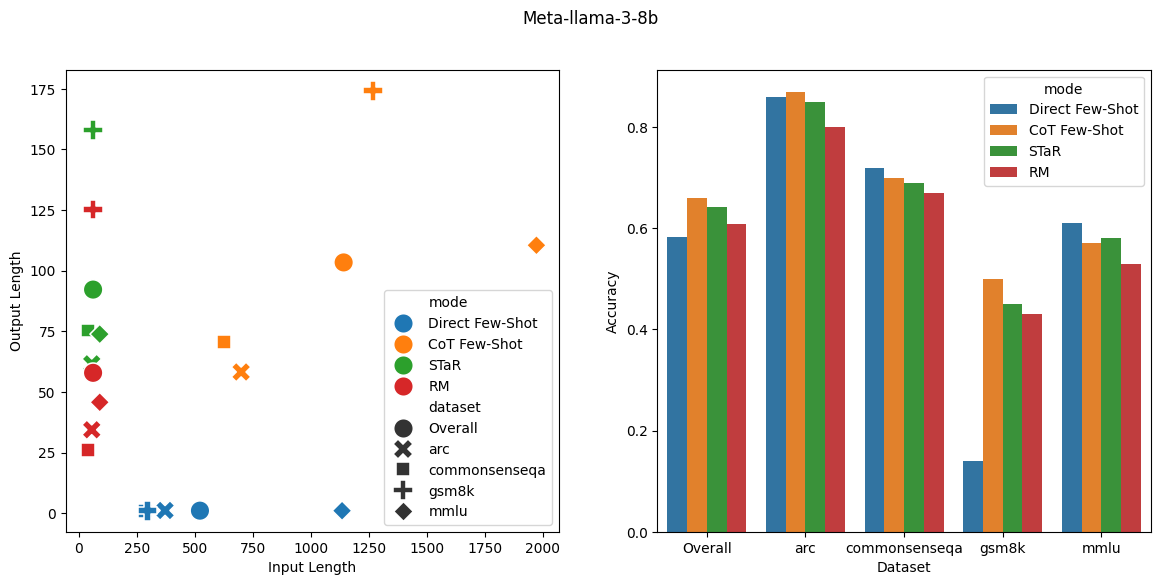 Meta-llama-3-8b
Output Length
175
150
125
100
75
50
25
0
0 250 500 750 1000 1250 1500 1750 2000
Input Length
mode
Direct Few-Shot
CoT Few-Shot
STaR
RM
dataset
Overall
arc
commonsenseqa
gsm8k
mmlu
Accuracy
0.8
0.6
0.4
0.2
0.0
Overall arc commonsenseqa gsm8k mmlu
Dataset
mode
Direct Few-Shot
CoT Few-Shot
STaR
RM